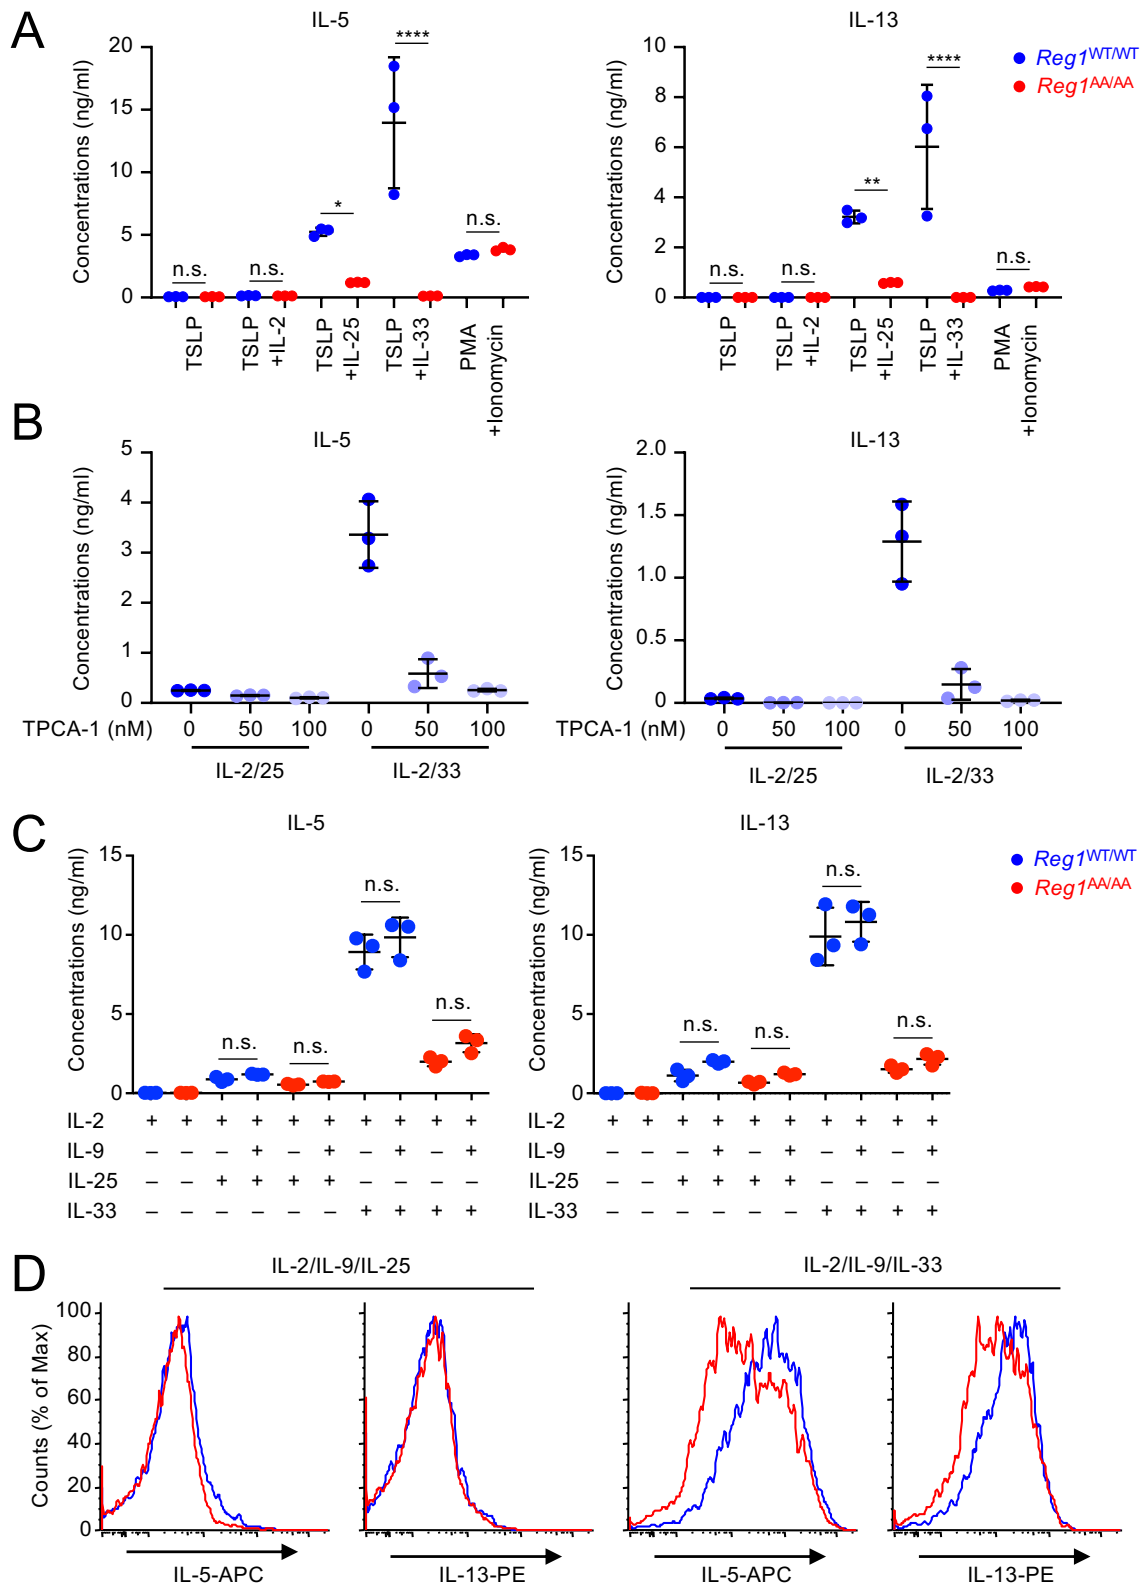 A
IL-5
IL-13
Concentrations (ng/ml)
20
15
10
5
0
n.s.
n.s.
*
****
n.s.
TSLP
TSLP +IL-2
TSLP +IL-25
TSLP +IL-33
PMA +Ionomycin
Concentrations (ng/ml)
10
8
6
4
2
0
n.s.
n.s.
**
****
n.s.
TSLP
TSLP +IL-2
TSLP +IL-25
TSLP +IL-33
PMA +Ionomycin
Reg1WT/WT
Reg1AA/AA
B
IL-5
IL-13
Concentrations (ng/ml)
5
4
3
2
1
0
TPCA-1 (nM)
0 50 100 0 50 100
IL-2/25 IL-2/33
Concentrations (ng/ml)
2.0
1.5
1.0
0.5
0
TPCA-1 (nM)
0 50 100 0 50 100
IL-2/25 IL-2/33
C
IL-5
IL-13
Concentrations (ng/ml)
15
10
5
0
n.s.
n.s.
n.s.
n.s.
Concentrations (ng/ml)
15
10
5
0
n.s.
n.s.
n.s.
n.s.
Reg1WT/WT
Reg1AA/AA
IL-2 + + + + + + + + + +
IL-9 – – – + – + – + – +
IL-25 – – + + + + – – – –
IL-33 – – – – – – + + + +
IL-2 + + + + + + + + + +
IL-9 – – – + – + – + – +
IL-25 – – + + + + – – – –
IL-33 – – – – – – + + + +
D
IL-2/IL-9/IL-25
IL-2/IL-9/IL-33
Counts (% of Max)
100
80
60
40
20
0
IL-5-APC
IL-13-PE
IL-5-APC
IL-13-PE